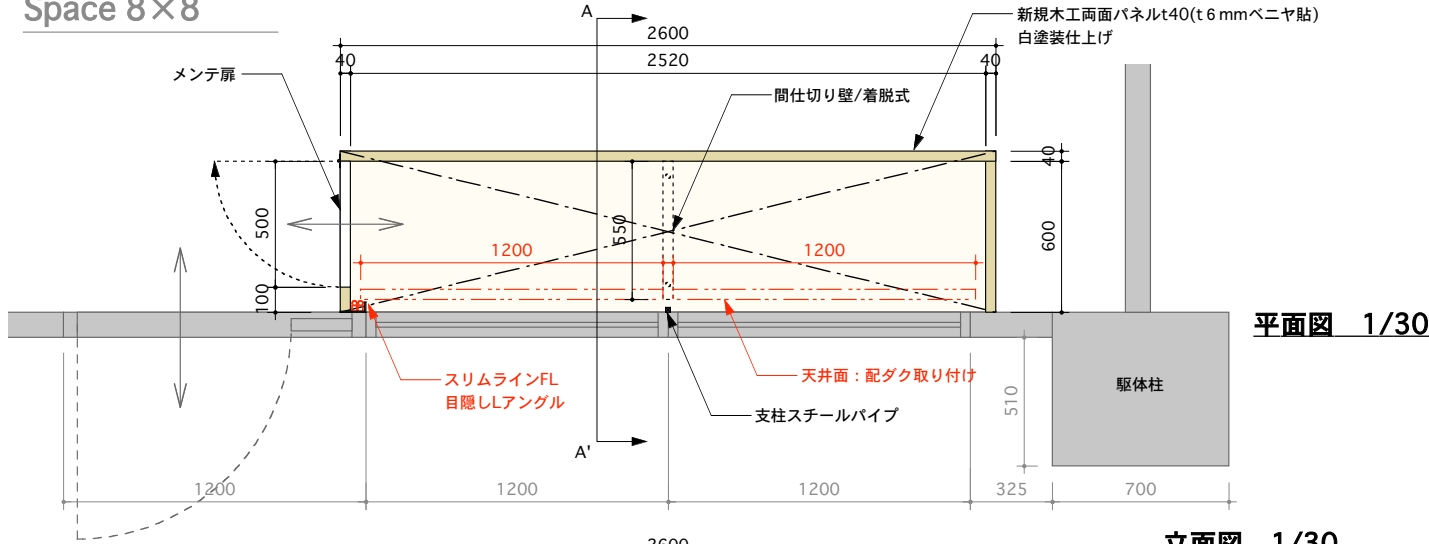 Space 8×8
A
新規木工両面パネルt40(t６mmベニヤ貼)
白塗装仕上げ
2600
40
2520
40
メンテ扉
間仕切り壁/着脱式
40
500
550
600
1200
1200
100
平面図　1/30
スリムラインFL
目隠しLアングル
天井面：配ダク取り付け
駆体柱
510
支柱スチールパイプ
A'
1200
1200
1200
325
700
2600
立面図　1/30